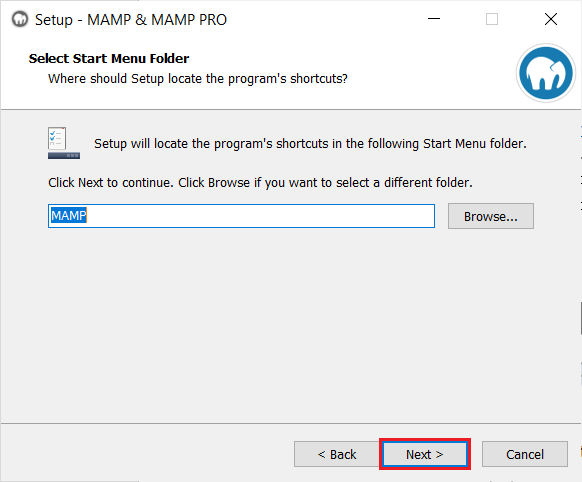 Setup - MAMP & MAMP PRO
Select Start Menu Folder
Where should Setup locate the program's shortcuts?
Setup will locate the program's shortcuts in the following Start Menu folder.
Click Next to continue. Click Browse if you want to select a different folder.
MAMP
Browse...
< Back
Next >
Cancel